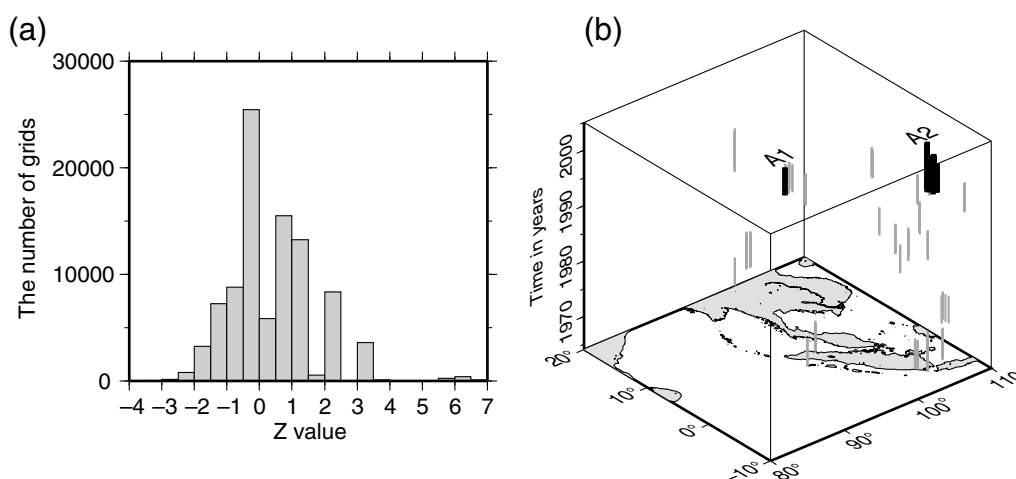 (a)
30000
20000
10000
0
The number of grids
−4 −3 −2 −1 0 1 2 3 4 5 6 7
Z value
(b)
2000
1990
1980
1970
Time in years
A1
A2
20°
10°
0°
−10°
80°
90°
100°
110°